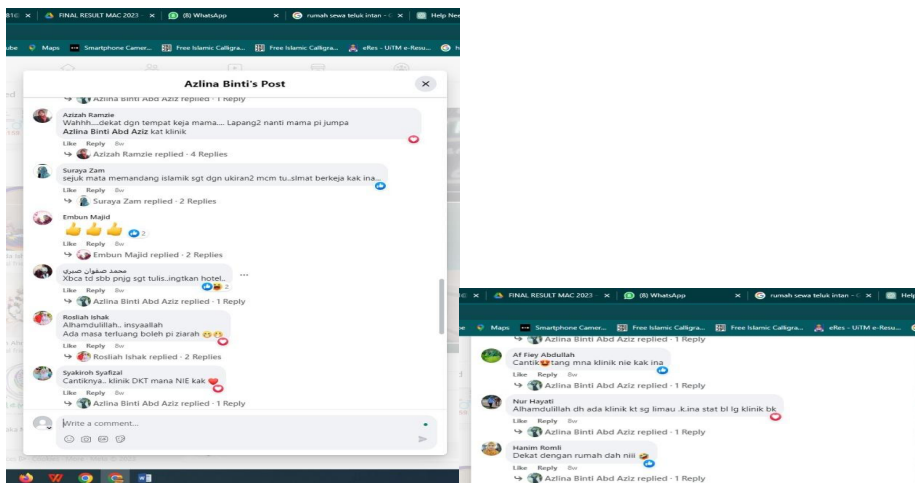 FINAL RESULT MAC 2023
(8) WhatsApp
rumah sewa teluk intan
Help Nee
ube
Maps
Smartphone Camer...
Free Islamic Calligra...
Free Islamic Calligra...
eRes - UiTM e-Resu...
Azlina Binti's Post
Azlina Binti Abd Aziz replied · 1 Reply
Azizah Ramzie
Wahhh....dekat dgn tempat keja mama.... Lapang2 nanti mama pi jumpa
Azlina Binti Abd Aziz kat klinik
Like Reply 8w
Azizah Ramzie replied · 4 Replies
Suraya Zam
sejuk mata memandang islamik sgt dgn ukiran2 mcm tu..slmat berkeja kak ina...
Like Reply 8w
Suraya Zam replied · 2 Replies
Embun Majid
👍👍👍 2
Like Reply 8w
Embun Majid replied · 2 Replies
محمد صفوان صبري
Xbca td sbb pnjg sgt tulis..ingtkan hotel..
2
Like Reply 8w
Azlina Binti Abd Aziz replied · 1 Reply
Rosliah Ishak
Alhamdulillah.. insyaallah
Ada masa terluang boleh pi ziarah
Like Reply 8w
Rosliah Ishak replied · 2 Replies
Syakiroh Syafizal
Cantiknya.. klinik DKT mana NIE kak
Like Reply 8w
Azlina Binti Abd Aziz replied · 1 Reply
Write a comment...
FINAL RESULT MAC 2023
(8) WhatsApp
rumah sewa teluk intan
Help
Maps
Smartphone Camer...
Free Islamic Calligra...
Free Islamic Calligra...
eRes - UiTM e-Resu...
Azlina Binti Abd Aziz replied · 1 Reply
Af Fiey Abdullah
Cantik tang mna klinik nie kak ina
Like Reply 8w
Azlina Binti Abd Aziz replied · 1 Reply
Nur Hayati
Alhamdulillah dh ada klinik kt sg limau .k.ina stat bl lg klinik bk
Like Reply 8w
Azlina Binti Abd Aziz replied · 1 Reply
Hanim Romli
Dekat dengan rumah dah niii
Like Reply 8w
Azlina Binti Abd Aziz replied · 1 Reply